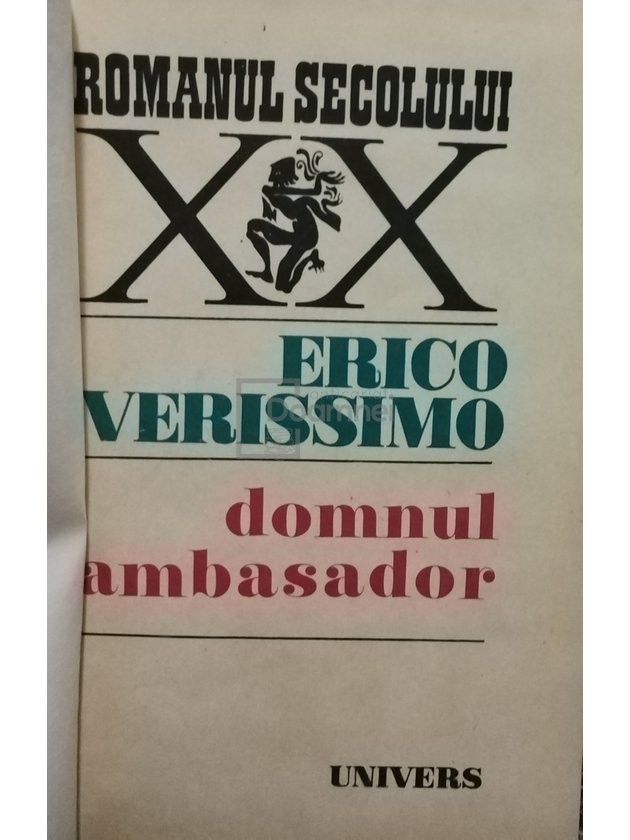 ROMANUL SECOLULUI
XX
ERICO
VERISSIMO
domnul
ambasador
UNIVERS